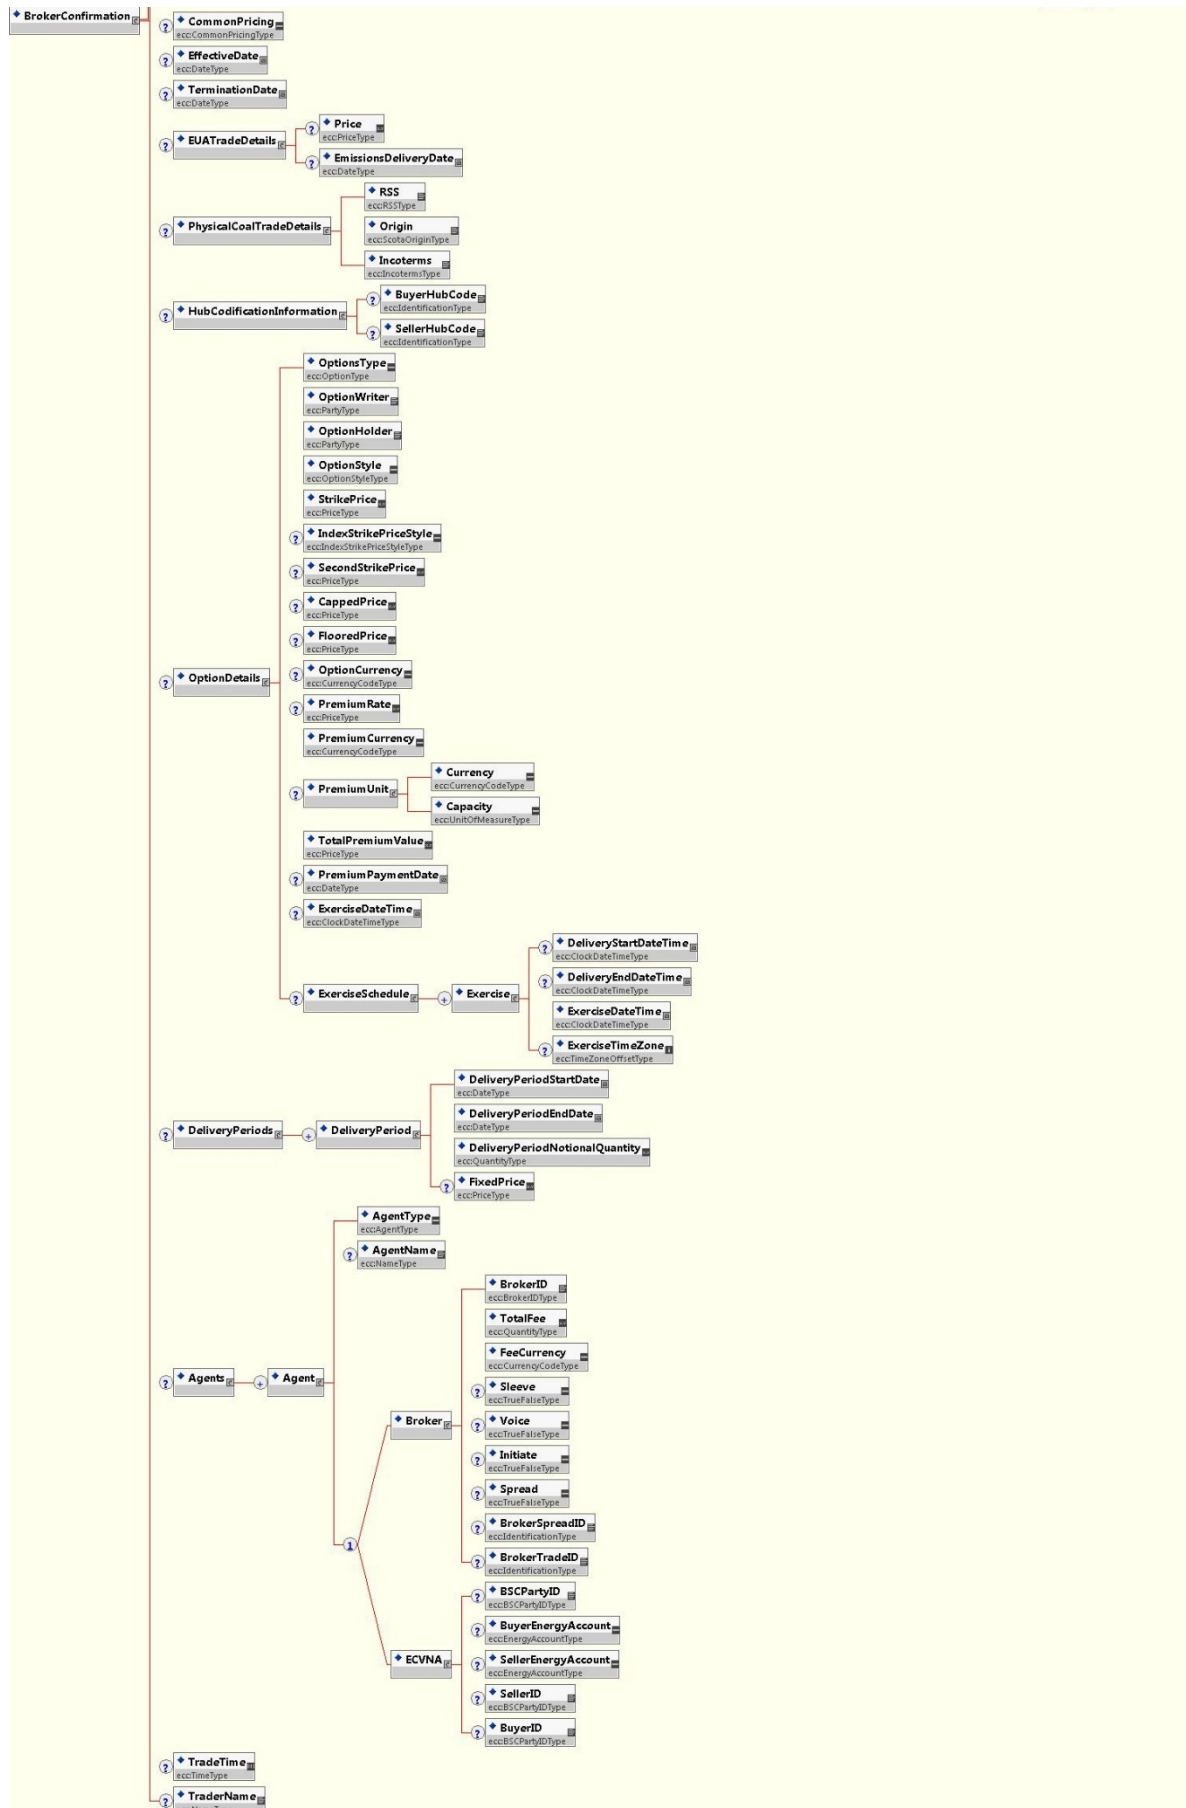 BrokerConfirmation
? CommonPricing
ecc:CommonPricingType
? EffectiveDate
ecc:DateType
? TerminationDate
ecc:DateType
? EUATradeDetails
? Price
ecc:PriceType
? EmissionsDeliveryDate
ecc:DateType
? PhysicalCoalTradeDetails
RSS
ecc:RSSType
Origin
ecc:ScotaOriginType
Incoterms
ecc:IncotermsType
? HubCodificationInformation
? BuyerHubCode
ecc:IdentificationType
? SellerHubCode
ecc:IdentificationType
? OptionDetails
OptionsType
ecc:OptionType
OptionWriter
ecc:PartyType
OptionHolder
ecc:PartyType
OptionStyle
ecc:OptionStyleType
StrikePrice
ecc:PriceType
? IndexStrikePriceStyle
ecc:IndexStrikePriceStyleType
? SecondStrikePrice
ecc:PriceType
? CappedPrice
ecc:PriceType
? FlooredPrice
ecc:PriceType
? OptionCurrency
ecc:CurrencyCodeType
? PremiumRate
ecc:PriceType
PremiumCurrency
ecc:CurrencyCodeType
? PremiumUnit
Currency
ecc:CurrencyCodeType
Capacity
ecc:UnitOfMeasureType
TotalPremiumValue
ecc:PriceType
? PremiumPaymentDate
ecc:DateType
? ExerciseDateTime
ecc:ClockDateTimeType
? ExerciseSchedule
+ Exercise
? DeliveryStartDateTime
ecc:ClockDateTimeType
? DeliveryEndDateTime
ecc:ClockDateTimeType
ExerciseDateTime
ecc:ClockDateTimeType
? ExerciseTimeZone
ecc:TimeZoneOffsetType
? DeliveryPeriods
+ DeliveryPeriod
DeliveryPeriodStartDate
ecc:DateType
DeliveryPeriodEndDate
ecc:DateType
DeliveryPeriodNotionalQuantity
ecc:QuantityType
? FixedPrice
ecc:PriceType
? Agents
+ Agent
AgentType
ecc:AgentType
? AgentName
ecc:NameType
1
Broker
BrokerID
ecc:BrokerIDType
TotalFee
ecc:QuantityType
FeeCurrency
ecc:CurrencyCodeType
? Sleeve
ecc:TrueFalseType
? Voice
ecc:TrueFalseType
? Initiate
ecc:TrueFalseType
? Spread
ecc:TrueFalseType
? BrokerSpreadID
ecc:IdentificationType
? BrokerTradeID
ecc:IdentificationType
ECVNA
? BSCPartyID
ecc:BSCPartyIDType
? BuyerEnergyAccount
ecc:EnergyAccountType
? SellerEnergyAccount
ecc:EnergyAccountType
? SellerID
ecc:BSCPartyIDType
? BuyerID
ecc:BSCPartyIDType
? TradeTime
ecc:TimeType
? TraderName